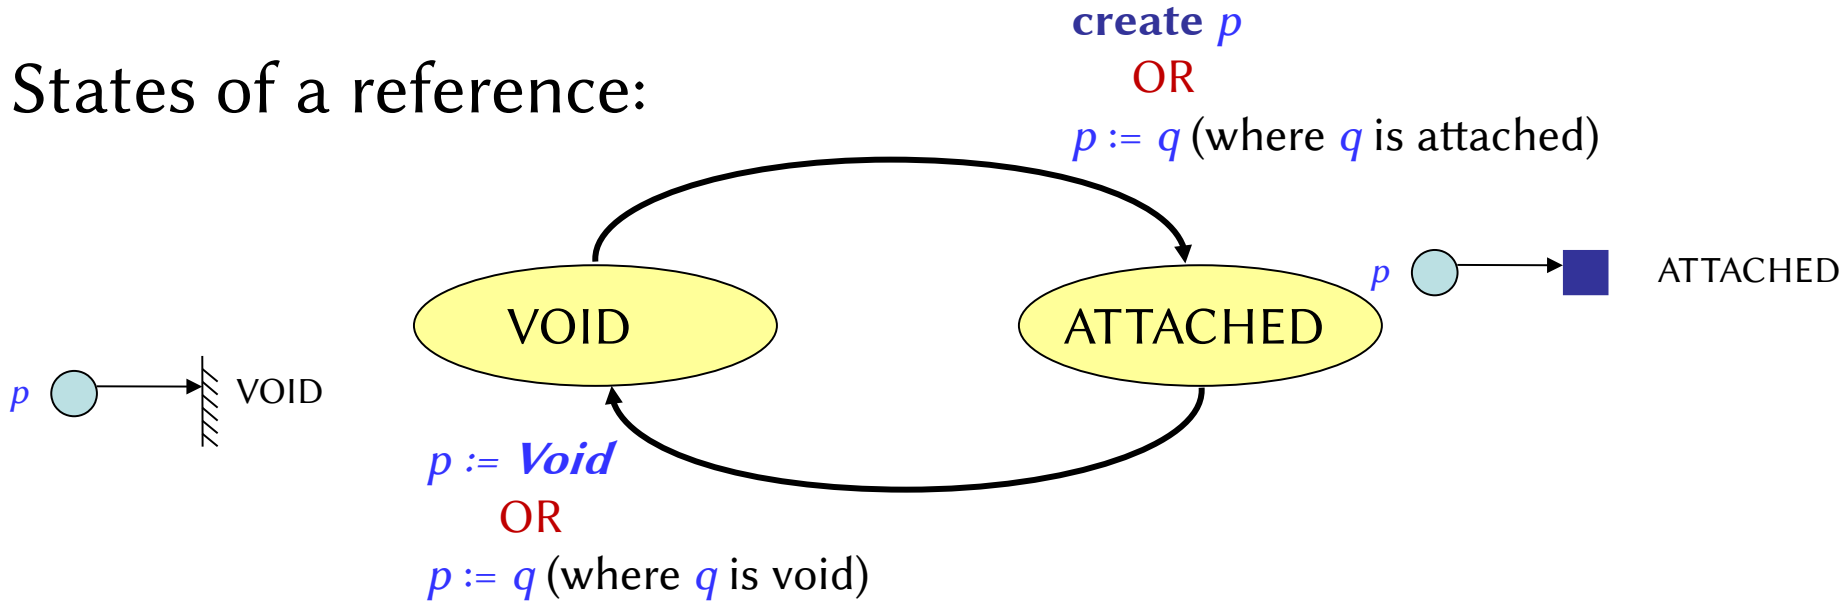 States of a reference:
create p
OR
p := q (where q is attached)
VOID
ATTACHED
p
ATTACHED
p
VOID
p := Void
OR
p := q (where q is void)